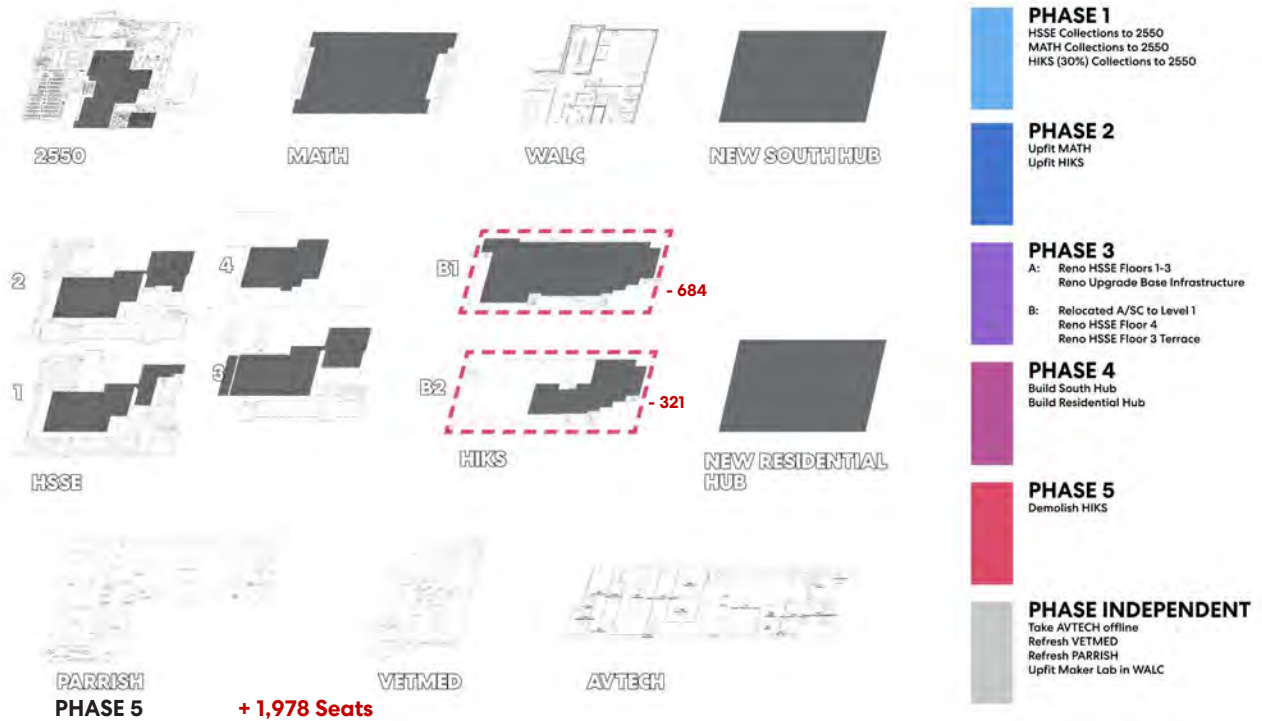 2550
MATH
WALC
NEW SOUTH HUB
2
4
B1
- 684
1
3
B2
- 321
HSSE
HIKS
NEW RESIDENTIAL
HUB
PARRISH
VETMED
AVTECH
PHASE 5
+ 1,978 Seats
PHASE 1
HSSE Collections to 2550
MATH Collections to 2550
HIKS (30%) Collections to 2550
PHASE 2
Upfit MATH
Upfit HIKS
PHASE 3
A: Reno HSSE Floors 1-3
Reno Upgrade Base Infrastructure
B: Relocated A/SC to Level 1
Reno HSSE Floor 4
Reno HSSE Floor 3 Terrace
PHASE 4
Build South Hub
Build Residential Hub
PHASE 5
Demolish HIKS
PHASE INDEPENDENT
Take AVTECH offline
Refresh VETMED
Refresh PARRISH
Upfit Maker Lab in WALC